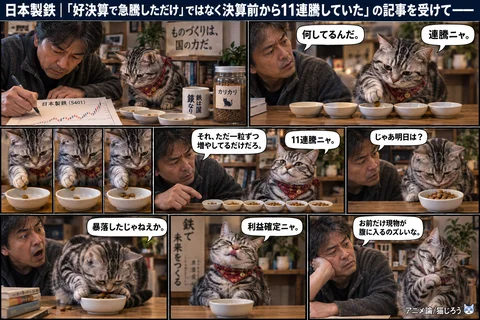 日本製鉄｜「好決算で急騰しただけ」ではなく決算前から11連騰していた」の記事を受けて──
ものづくりは、
国の力だ。
カリカリ
鉄は国
鉄なり
日本製鉄（5401）
何してるんだ。
連騰ニャ。
それ、ただ一粒ずつ
増やしてるだけだろ。
11連騰ニャ。
じゃあ明日は？
暴落したじゃねえか。
鉄で
未来をつくる
利益確定ニャ。
お前だけ現物が
腹に入るのズレいな。
アニメ論/猫じろう